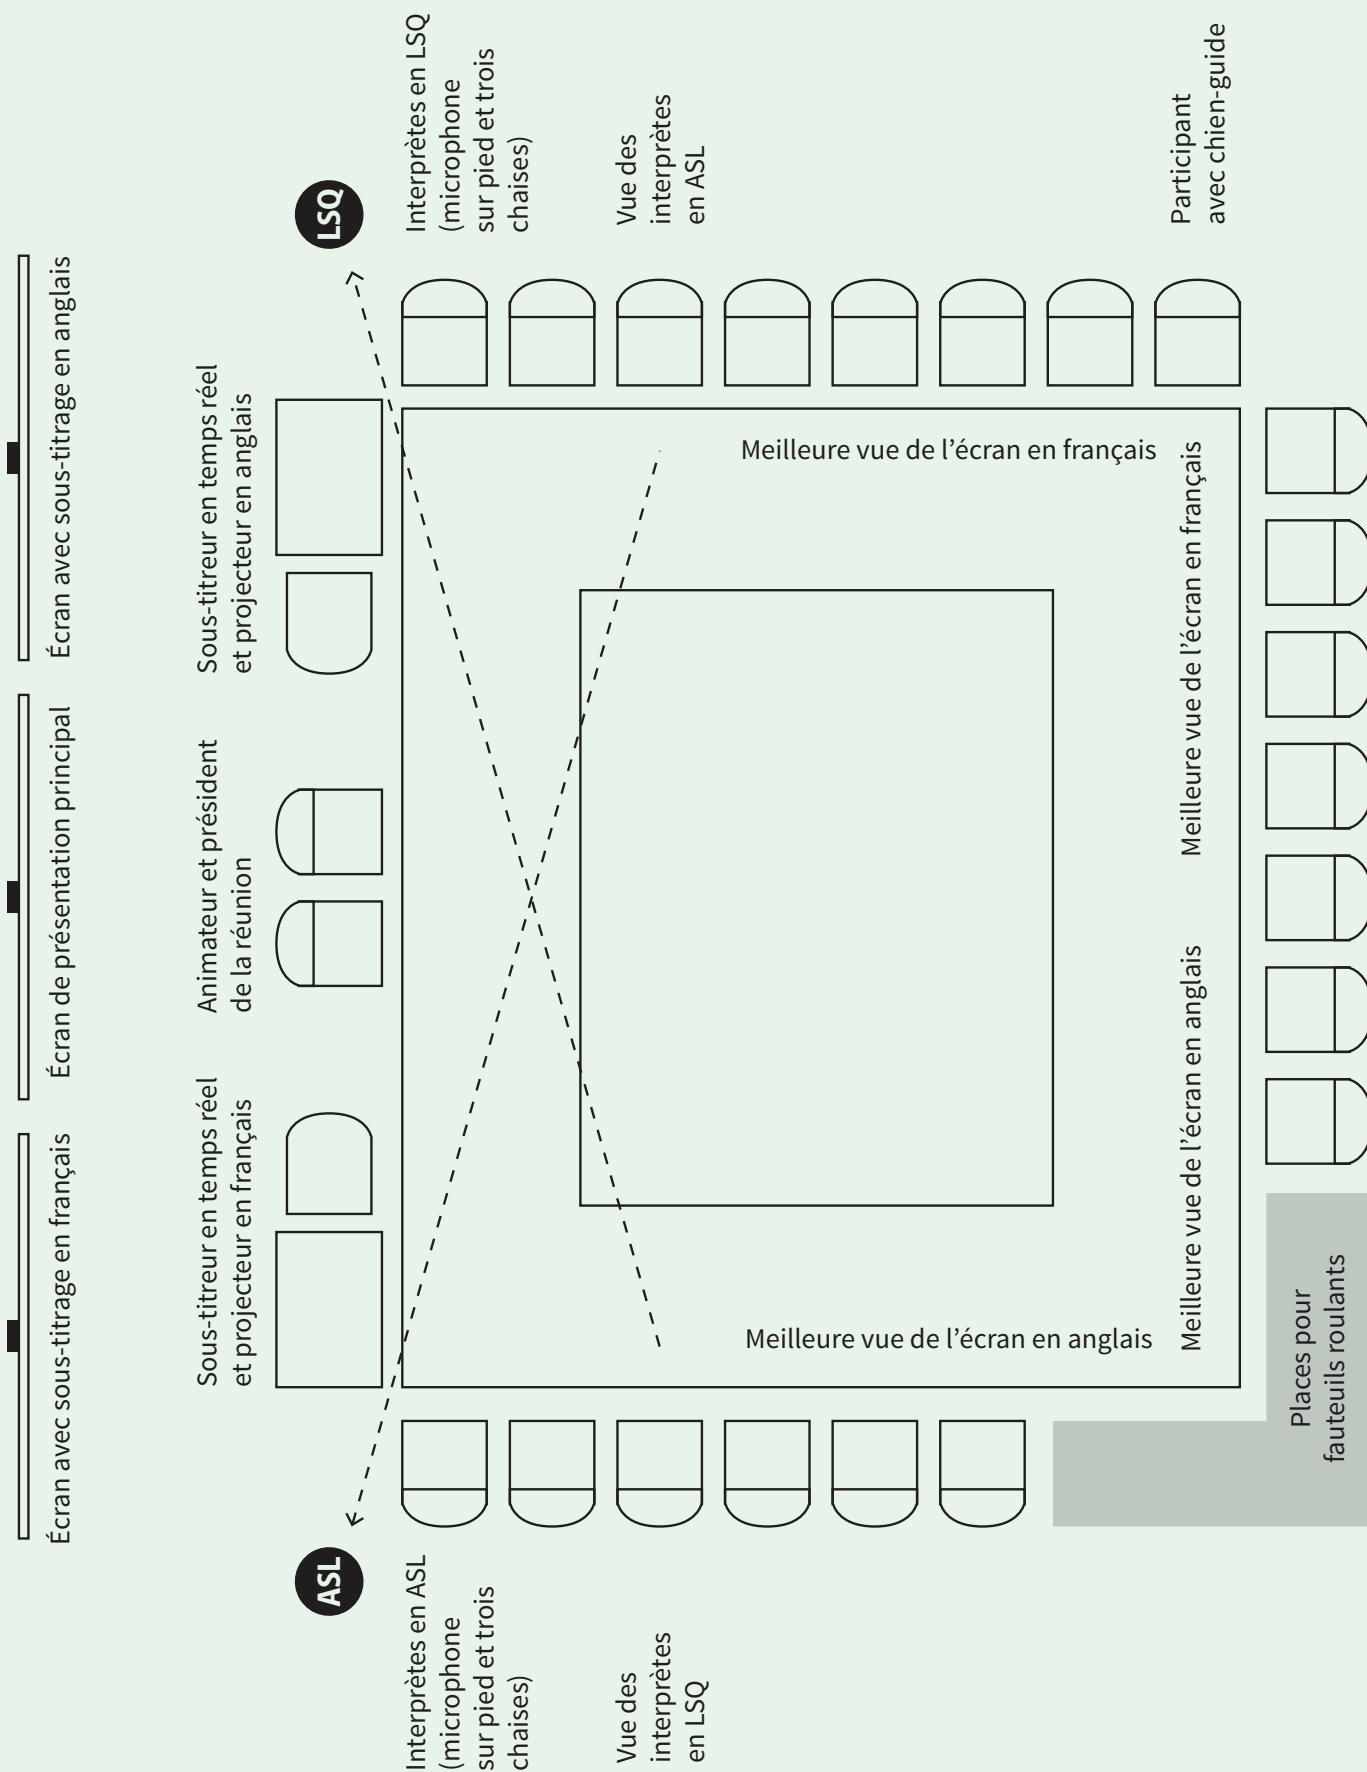 Écran avec sous-titrage en français
Écran de présentation principal
Écran avec sous-titrage en anglais
Sous-titreur en temps réel
et projecteur en français
Animateur et président
de la réunion
Sous-titreur en temps réel
et projecteur en anglais
ASL
LSQ
Interprètes en ASL
(microphone
sur pied et trois
chaises)
Interprètes en LSQ
(microphone
sur pied et trois
chaises)
Vue des
interprètes
en LSQ
Vue des
interprètes
en ASL
Meilleure vue de l'écran en anglais
Meilleure vue de l'écran en français
Meilleure vue de l'écran en anglais
Meilleure vue de l'écran en français
Participant
avec chien-guide
Places pour
fauteuils roulants